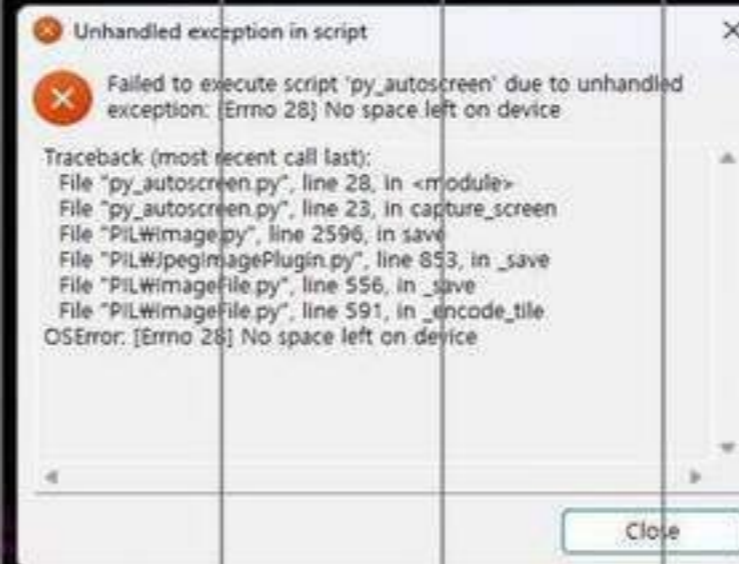 Unhandled exception in script
Failed to execute script 'py_autoscreen' due to unhandled
exception: [Errno 28] No space left on device
Traceback (most recent call last):
File "py_autoscreen.py", line 28, in <module>
File "py_autoscreen.py", line 23, in capture_screen
File "PIL₩Image.py", line 2596, in save
File "PIL₩JpegImagePlugin.py", line 853, in _save
File "PIL₩ImageFile.py", line 556, in _save
File "PIL₩ImageFile.py", line 591, in _encode_tile
OSError: [Errno 28] No space left on device
Close